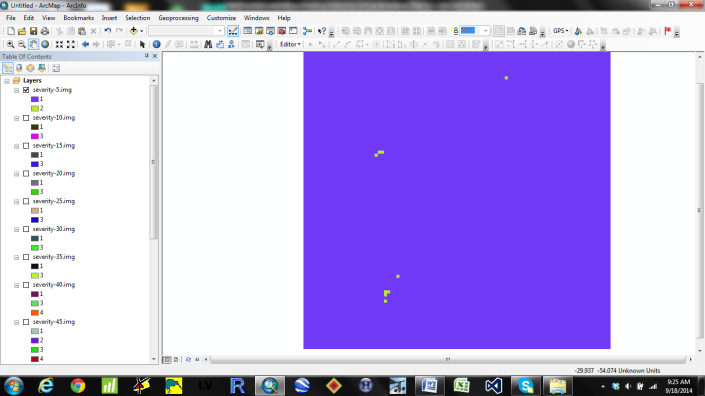 Untitled - ArcMap - ArcInfo
File Edit View Bookmarks Insert Selection Geoprocessing Customize Windows Help
GPS
Editor
Table Of Contents
Layers
severity-5.img
1
2
severity-10.img
1
3
severity-15.img
1
3
severity-20.img
1
3
severity-25.img
1
3
severity-30.img
1
3
severity-35.img
1
3
severity-40.img
1
3
4
severity-45.img
1
2
3
4
-29.937 -54.074 Unknown Units
LV
R
9:25 AM
9/18/2014